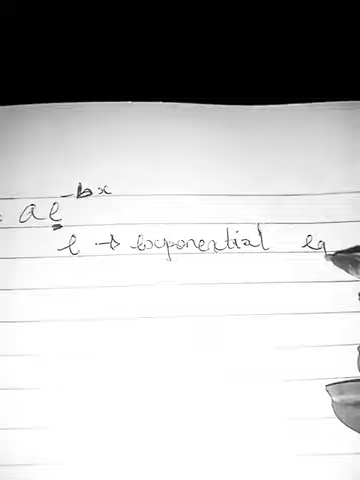 = ae^-bx
e → exponential eq